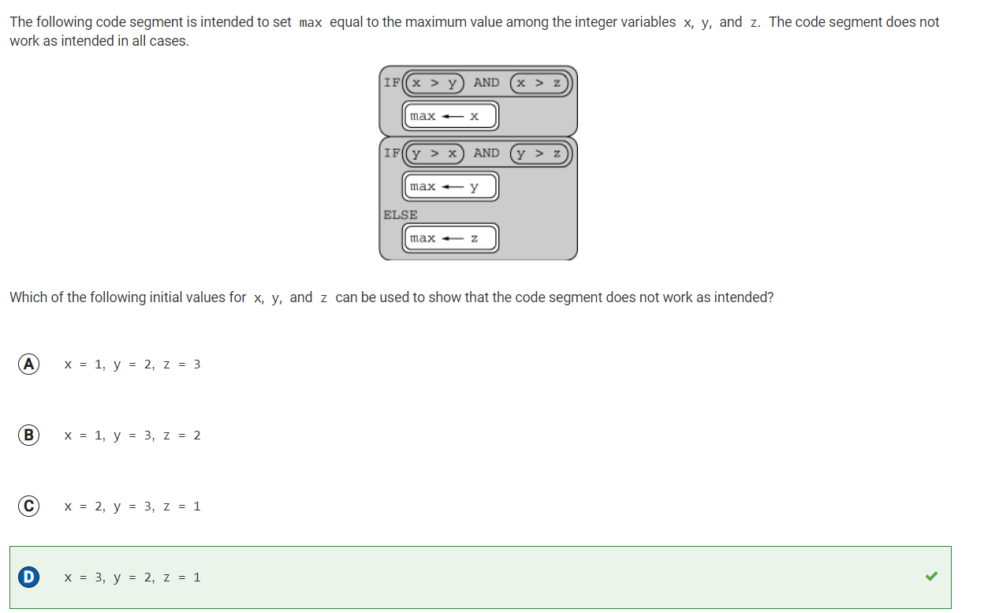 The following code segment is intended to set max equal to the maximum value among the integer variables x, y, and z. The code segment does not
work as intended in all cases.
IF (x > y) AND (x > z)
max ← x
IF (y > x) AND (y > z)
max ← y
ELSE
max ← z
Which of the following initial values for x, y, and z can be used to show that the code segment does not work as intended?
A x = 1, y = 2, z = 3
B x = 1, y = 3, z = 2
C x = 2, y = 3, z = 1
D x = 3, y = 2, z = 1